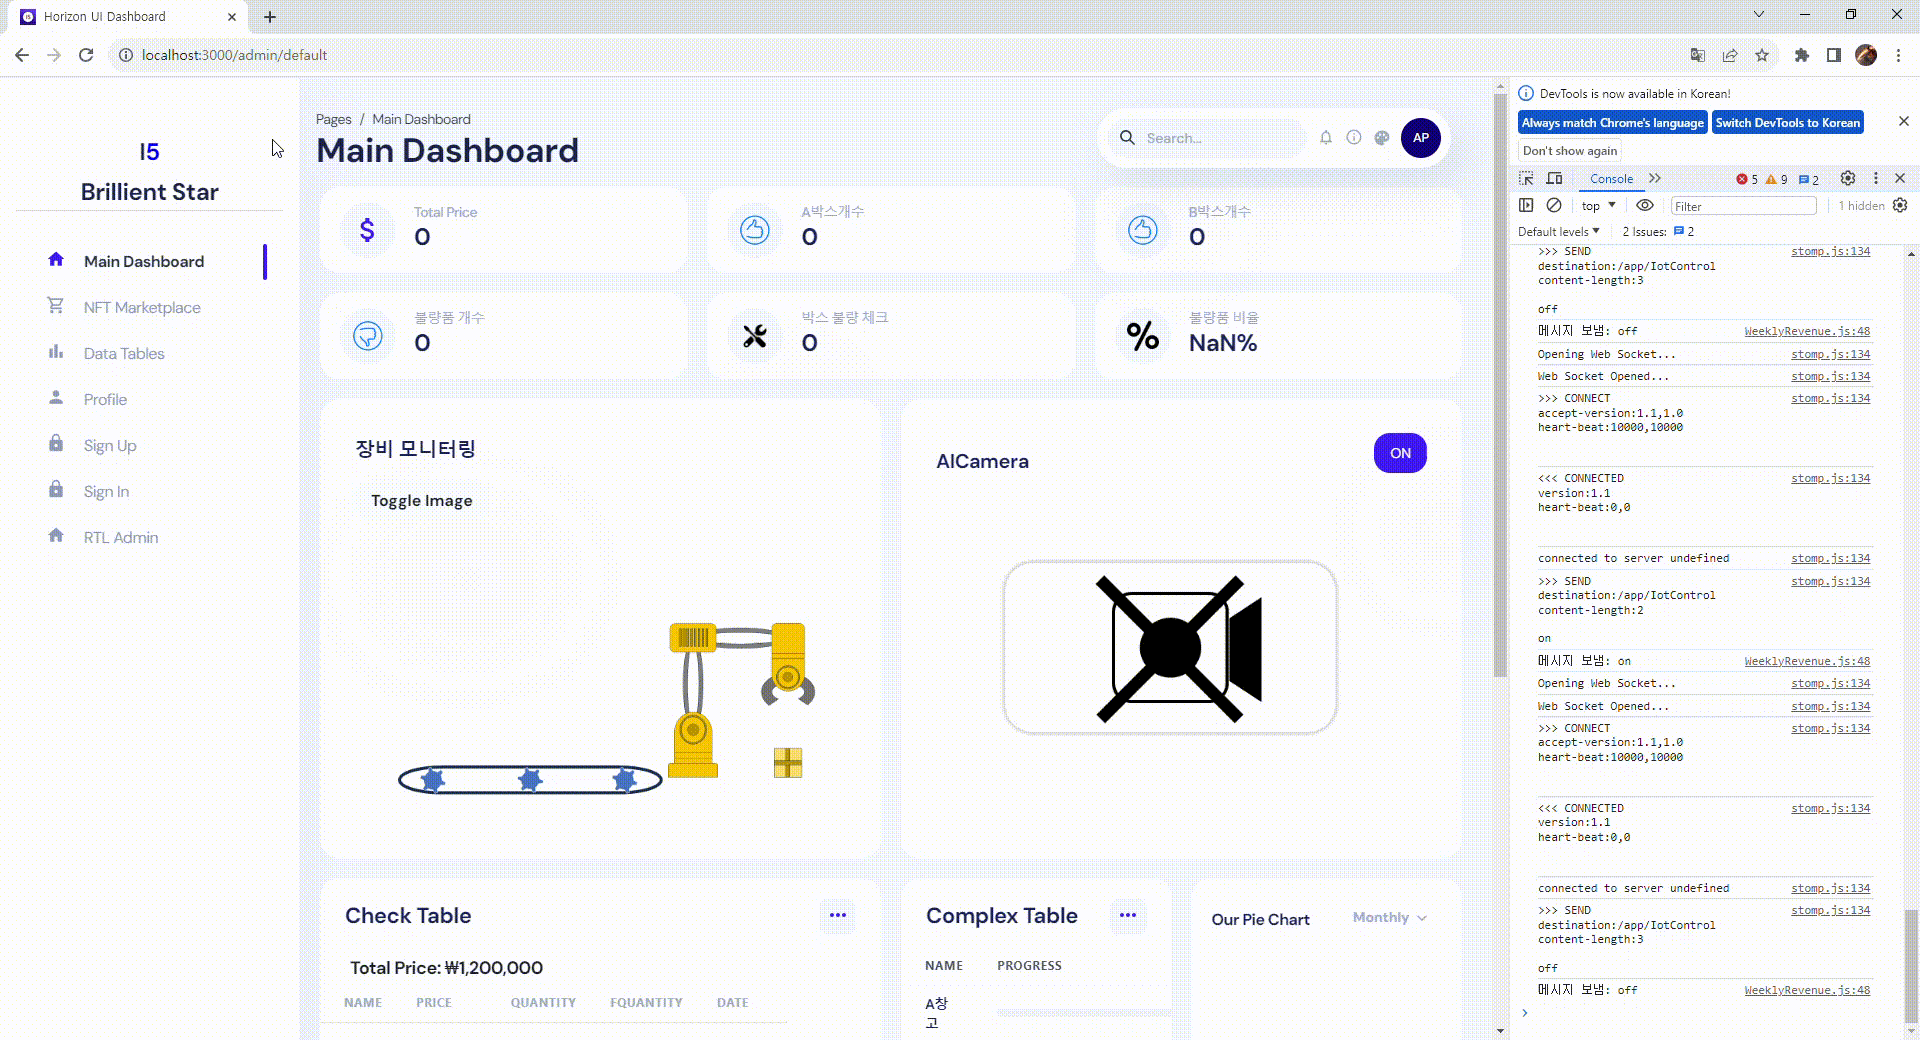 Horizon UI Dashboard
localhost:3000/admin/default
I5
Brillient Star
Main Dashboard
NFT Marketplace
Data Tables
Profile
Sign Up
Sign In
RTL Admin
Pages / Main Dashboard
Main Dashboard
Search...
AP
Total Price
0
A박스개수
0
B박스개수
0
불량품 개수
0
박스 불량 체크
0
%
불량품 비율
NaN%
장비 모니터링
Toggle Image
AICamera
ON
Check Table
Total Price: ₩1,200,000
NAME PRICE QUANTITY FQUANTITY DATE
Complex Table
NAME PROGRESS
A창
고
Our Pie Chart
Monthly
DevTools is now available in Korean!
Always match Chrome's language
Switch DevTools to Korean
Don't show again
Console
5 9 2
top
Filter
1 hidden
Default levels
2 Issues: 2
>>> SEND stomp.js:134
destination:/app/IotControl
content-length:3
off
메시지 보냄: off WeeklyRevenue.js:48
Opening Web Socket... stomp.js:134
Web Socket Opened... stomp.js:134
>>> CONNECT stomp.js:134
accept-version:1.1,1.0
heart-beat:10000,10000
<<< CONNECTED stomp.js:134
version:1.1
heart-beat:0,0
connected to server undefined stomp.js:134
>>> SEND stomp.js:134
destination:/app/IotControl
content-length:2
on
메시지 보냄: on WeeklyRevenue.js:48
Opening Web Socket... stomp.js:134
Web Socket Opened... stomp.js:134
>>> CONNECT stomp.js:134
accept-version:1.1,1.0
heart-beat:10000,10000
<<< CONNECTED stomp.js:134
version:1.1
heart-beat:0,0
connected to server undefined stomp.js:134
>>> SEND stomp.js:134
destination:/app/IotControl
content-length:3
off
메시지 보냄: off WeeklyRevenue.js:48